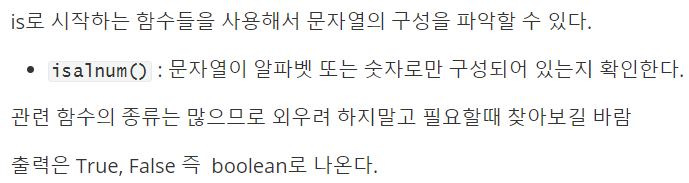 is로 시작하는 함수들을 사용해서 문자열의 구성을 파악할 수 있다.
• isalnum() : 문자열이 알파벳 또는 숫자로만 구성되어 있는지 확인한다.
관련 함수의 종류는 많으므로 외우려 하지말고 필요할때 찾아보길 바람
출력은 True, False 즉 boolean로 나온다.